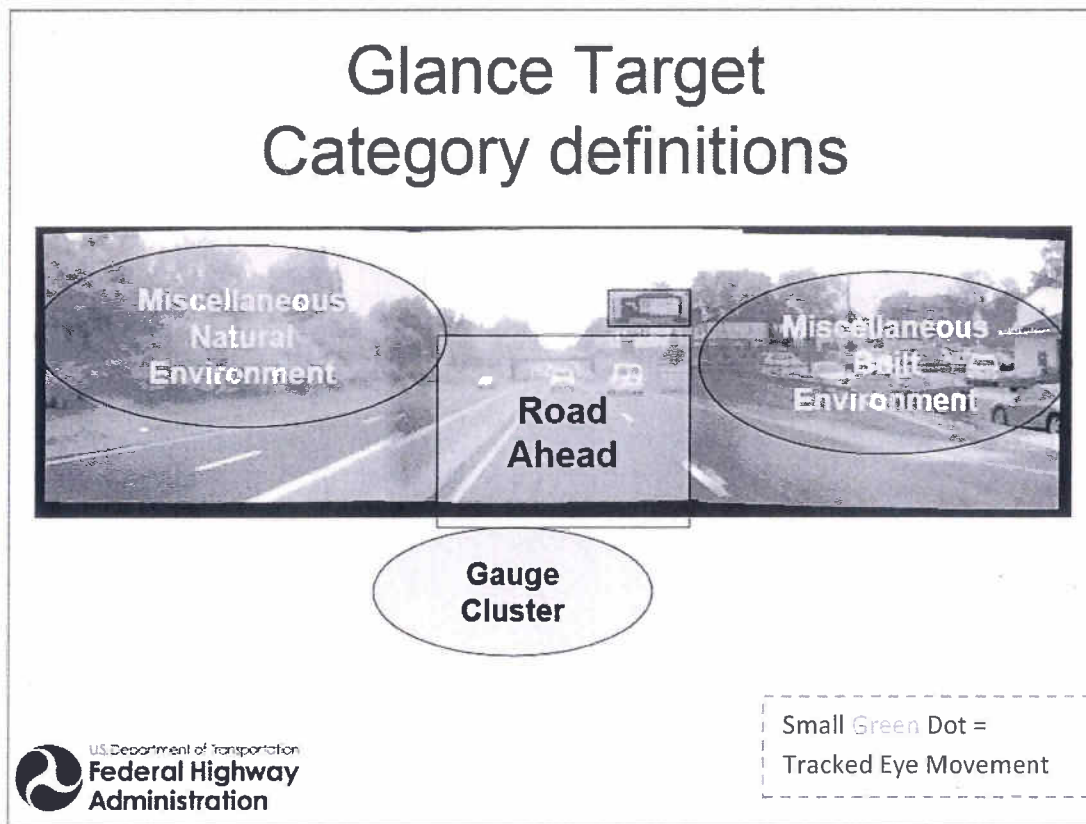 Glance Target
Category definitions
Miscellaneous
Natural
Environment
Miscellaneous
Built
Environment
Road
Ahead
Gauge
Cluster
Small Green Dot =
Tracked Eye Movement
U.S. Department of Transportation
Federal Highway
Administration